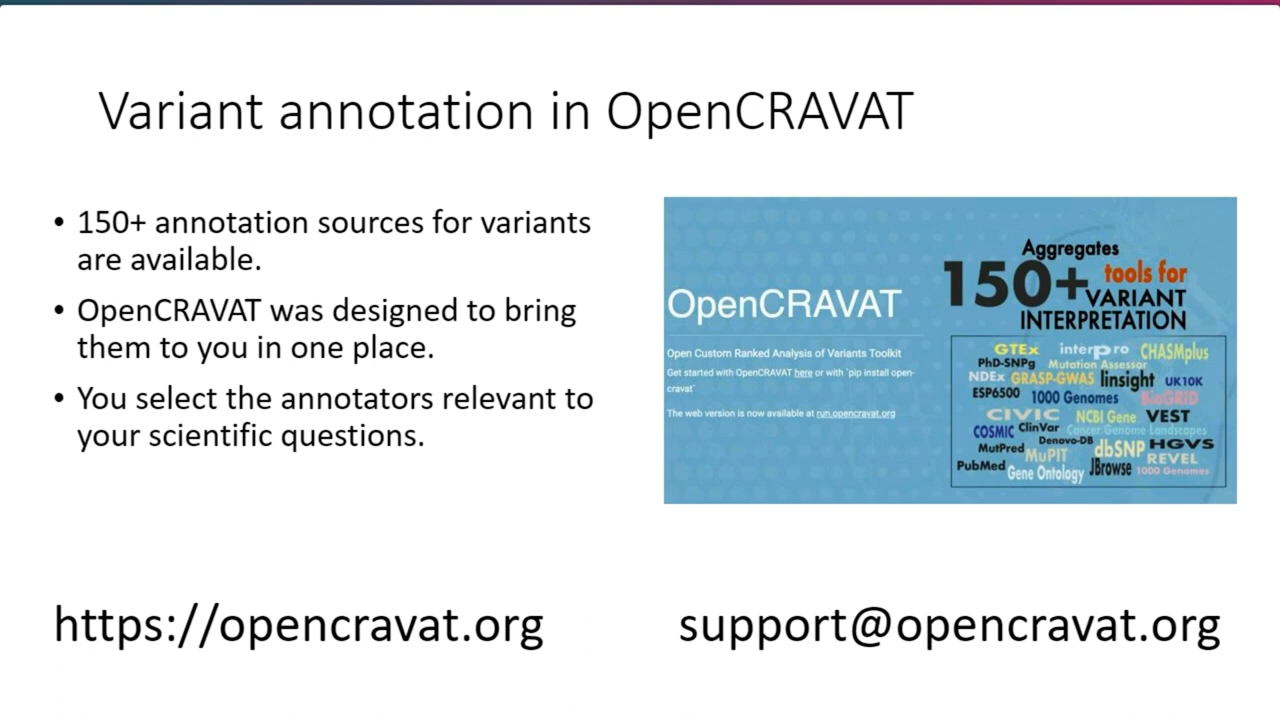 Variant annotation in OpenCRAVAT
• 150+ annotation sources for variants
are available.
• OpenCRAVAT was designed to bring
them to you in one place.
• You select the annotators relevant to
your scientific questions.
OpenCRAVAT
Open Custom Ranked Analysis of Variants Toolkit
Get started with OpenCRAVAT here or with `pip install open-
cravat`
The web version is now available at run.opencravat.org
Aggregates
150+ tools for
VARIANT
INTERPRETATION
GTEx interpro CHASMplus
PhD-SNPg Mutation Assessor
NDEx GRASP-GWAS linsight UK10K
ESP6500 1000 Genomes BioGRID
CIVIC NCBI Gene VEST
COSMIC ClinVar Cancer Genome Landscapes
MutPred Denovo-DB dbSNP HGVS
MuPIT REVEL
PubMed Gene Ontology JBrowse 1000 Genomes
https://opencravat.org
support@opencravat.org